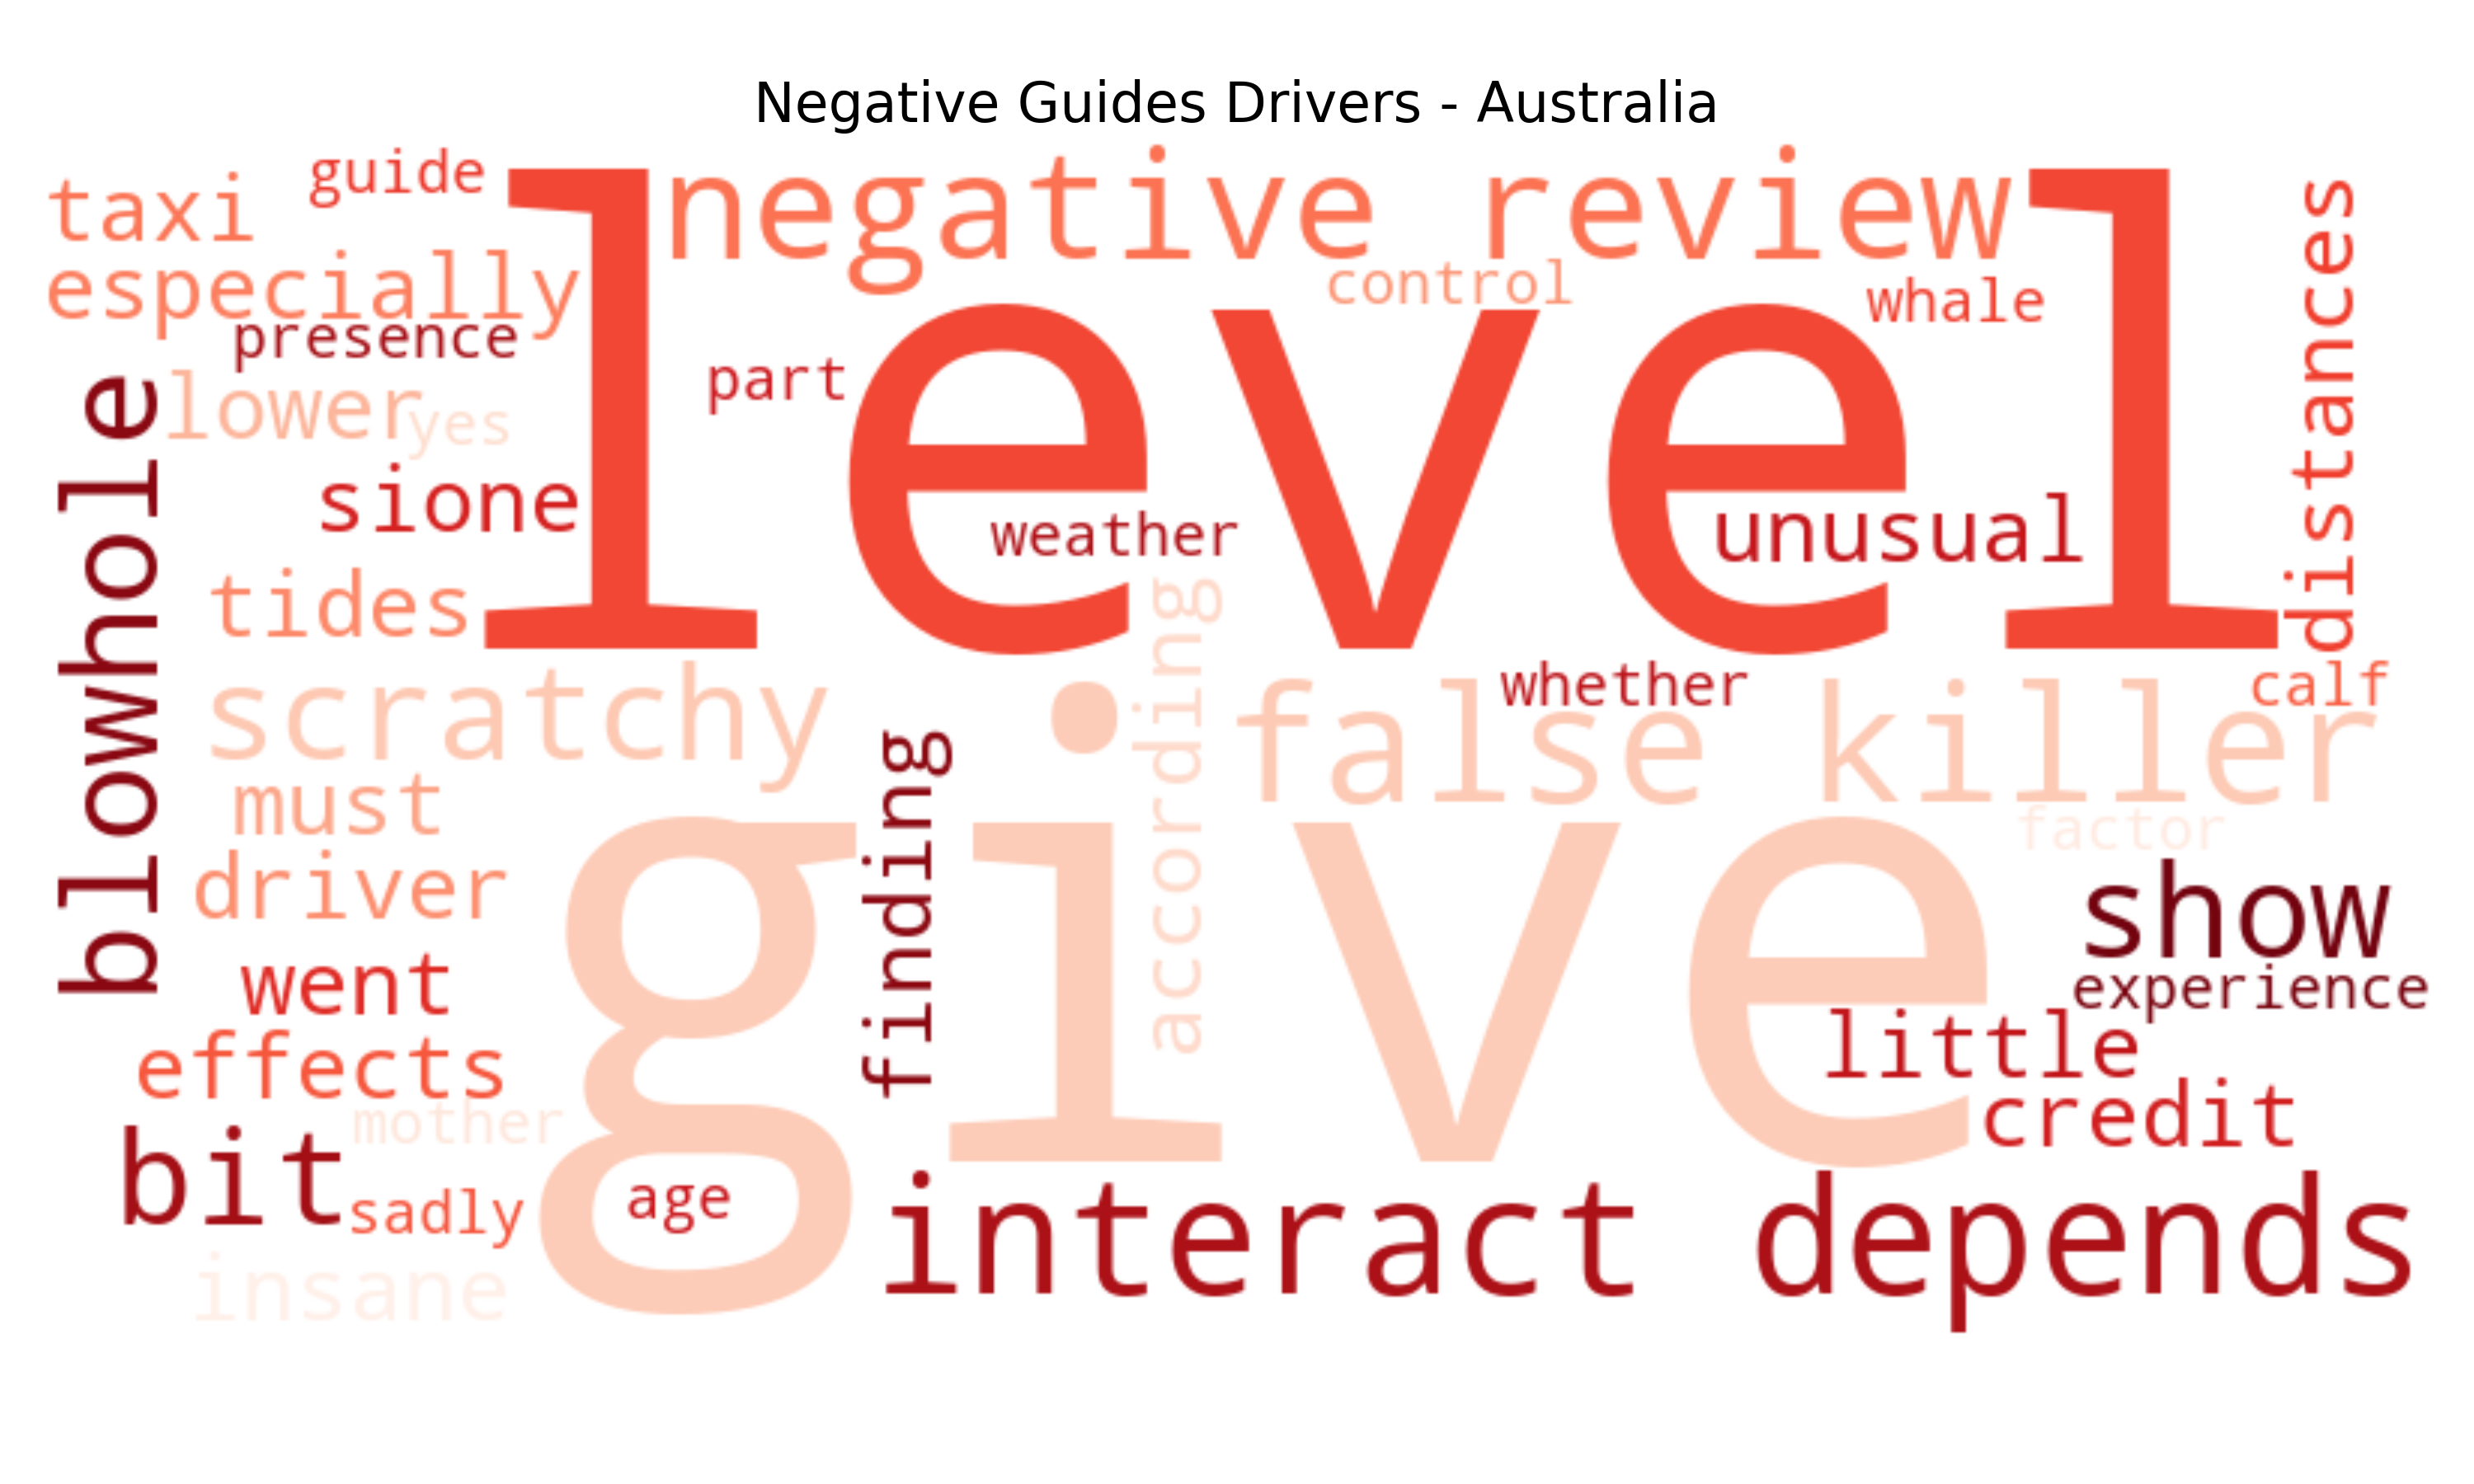 Negative Guides Drivers - Australia
guide
taxi
negative review
level
especially
control
whale
distances
presence
part
lower
yes
blowhole
sione
weather
unusual
tides
according
whether
calf
scratchy
false killer
finding
must
factor
driver
give
show
went
experience
little
effects
credit
mother
bit
sadly
age
interact depends
insane